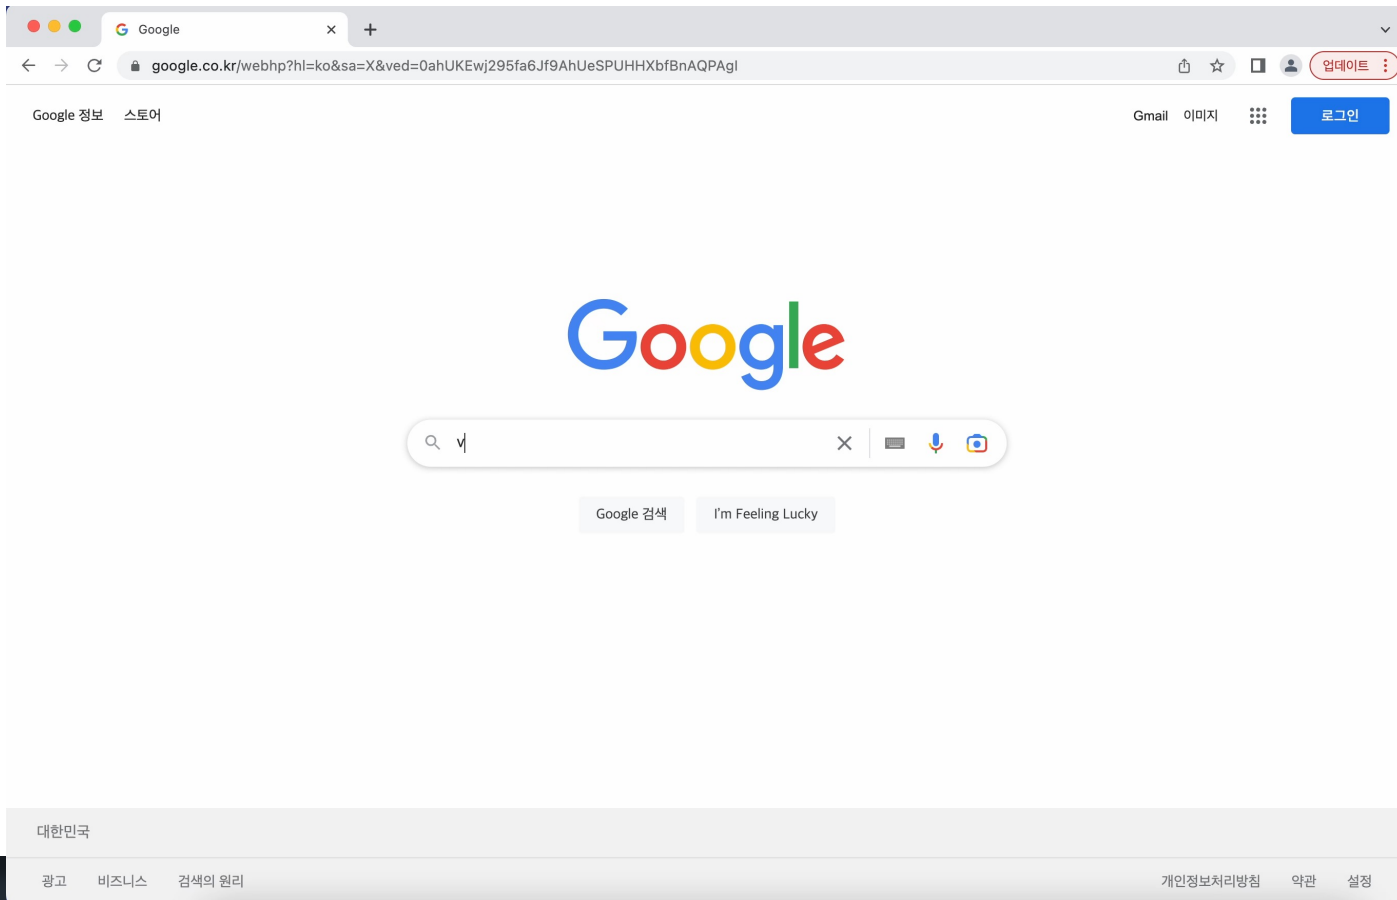 Google
google.co.kr/webhp?hl=ko&sa=X&ved=0ahUKEwj295fa6Jf9AhUeSPUHHXbfBnAQPAgI
업데이트
Google 정보 스토어 Gmail 이미지 로그인
Google
v
Google 검색 I'm Feeling Lucky
대한민국
광고 비즈니스 검색의 원리 개인정보처리방침 약관 설정